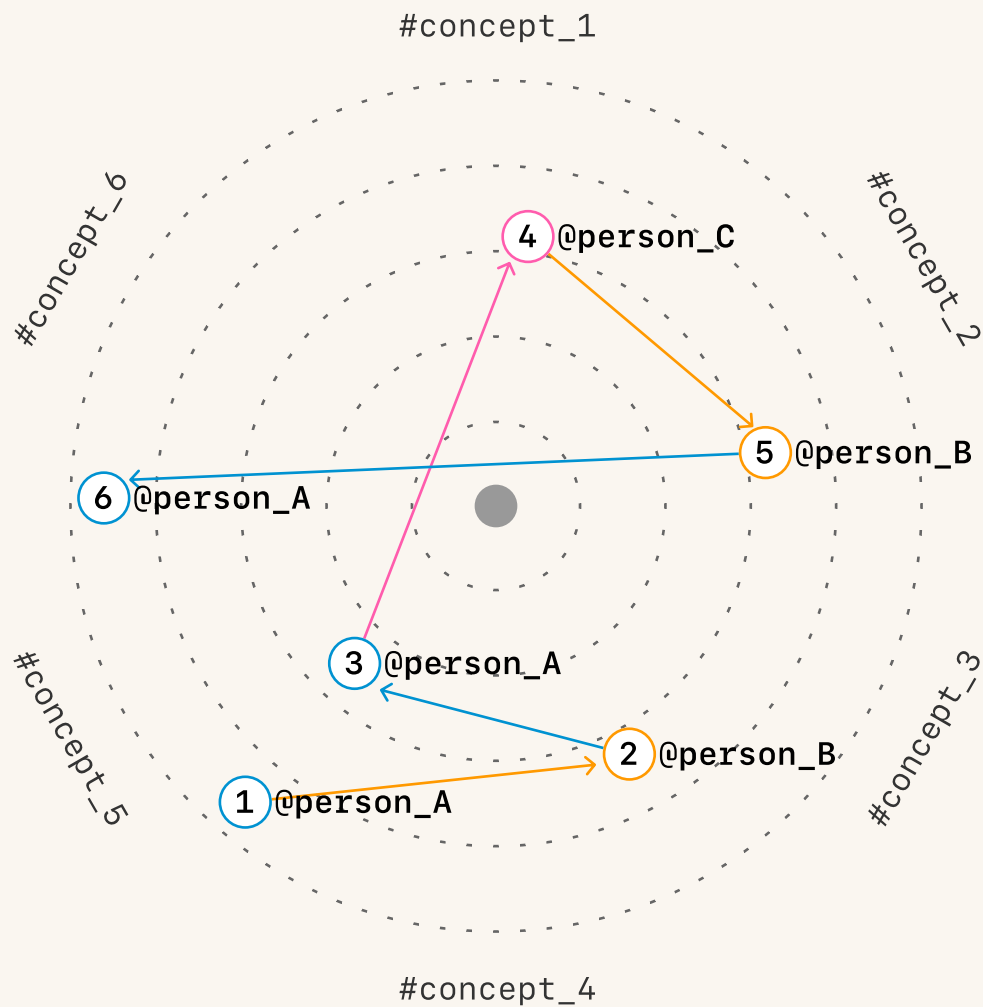 #concept_1
#concept_6
#concept_2
4 @person_C
5 @person_B
6 @person_A
3 @person_A
#concept_5
#concept_3
2 @person_B
1 @person_A
#concept_4